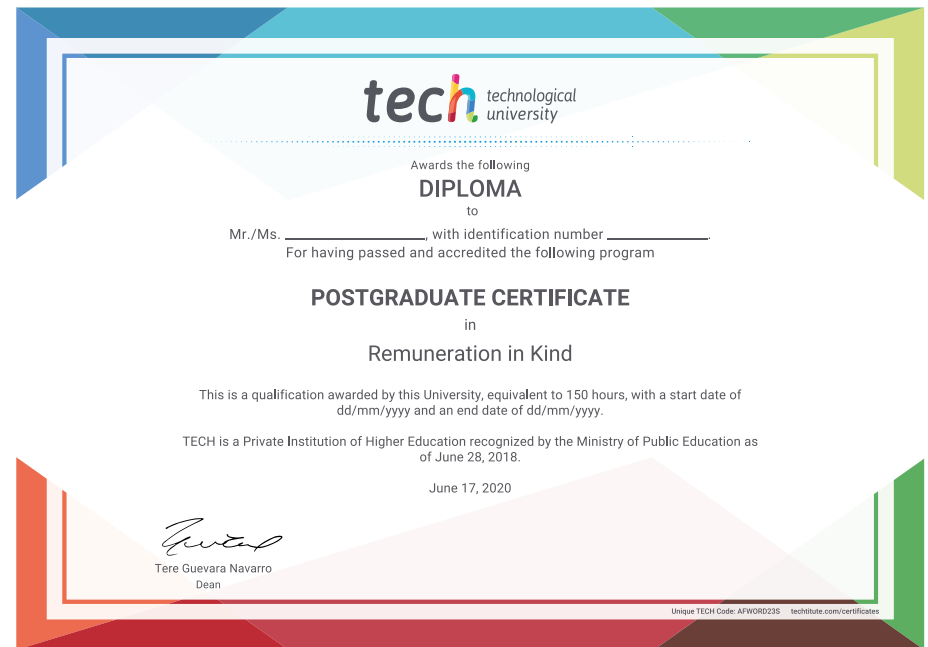 tech technological
university
Awards the following
DIPLOMA
to
Mr./Ms. ____________________, with identification number ______________.
For having passed and accredited the following program
POSTGRADUATE CERTIFICATE
in
Remuneration in Kind
This is a qualification awarded by this University, equivalent to 150 hours, with a start date of
dd/mm/yyyy and an end date of dd/mm/yyyy.
TECH is a Private Institution of Higher Education recognized by the Ministry of Public Education as
of June 28, 2018.
June 17, 2020
Tere Guevara Navarro
Dean
Unique TECH Code: AFWORD23S techtitute.com/certificates